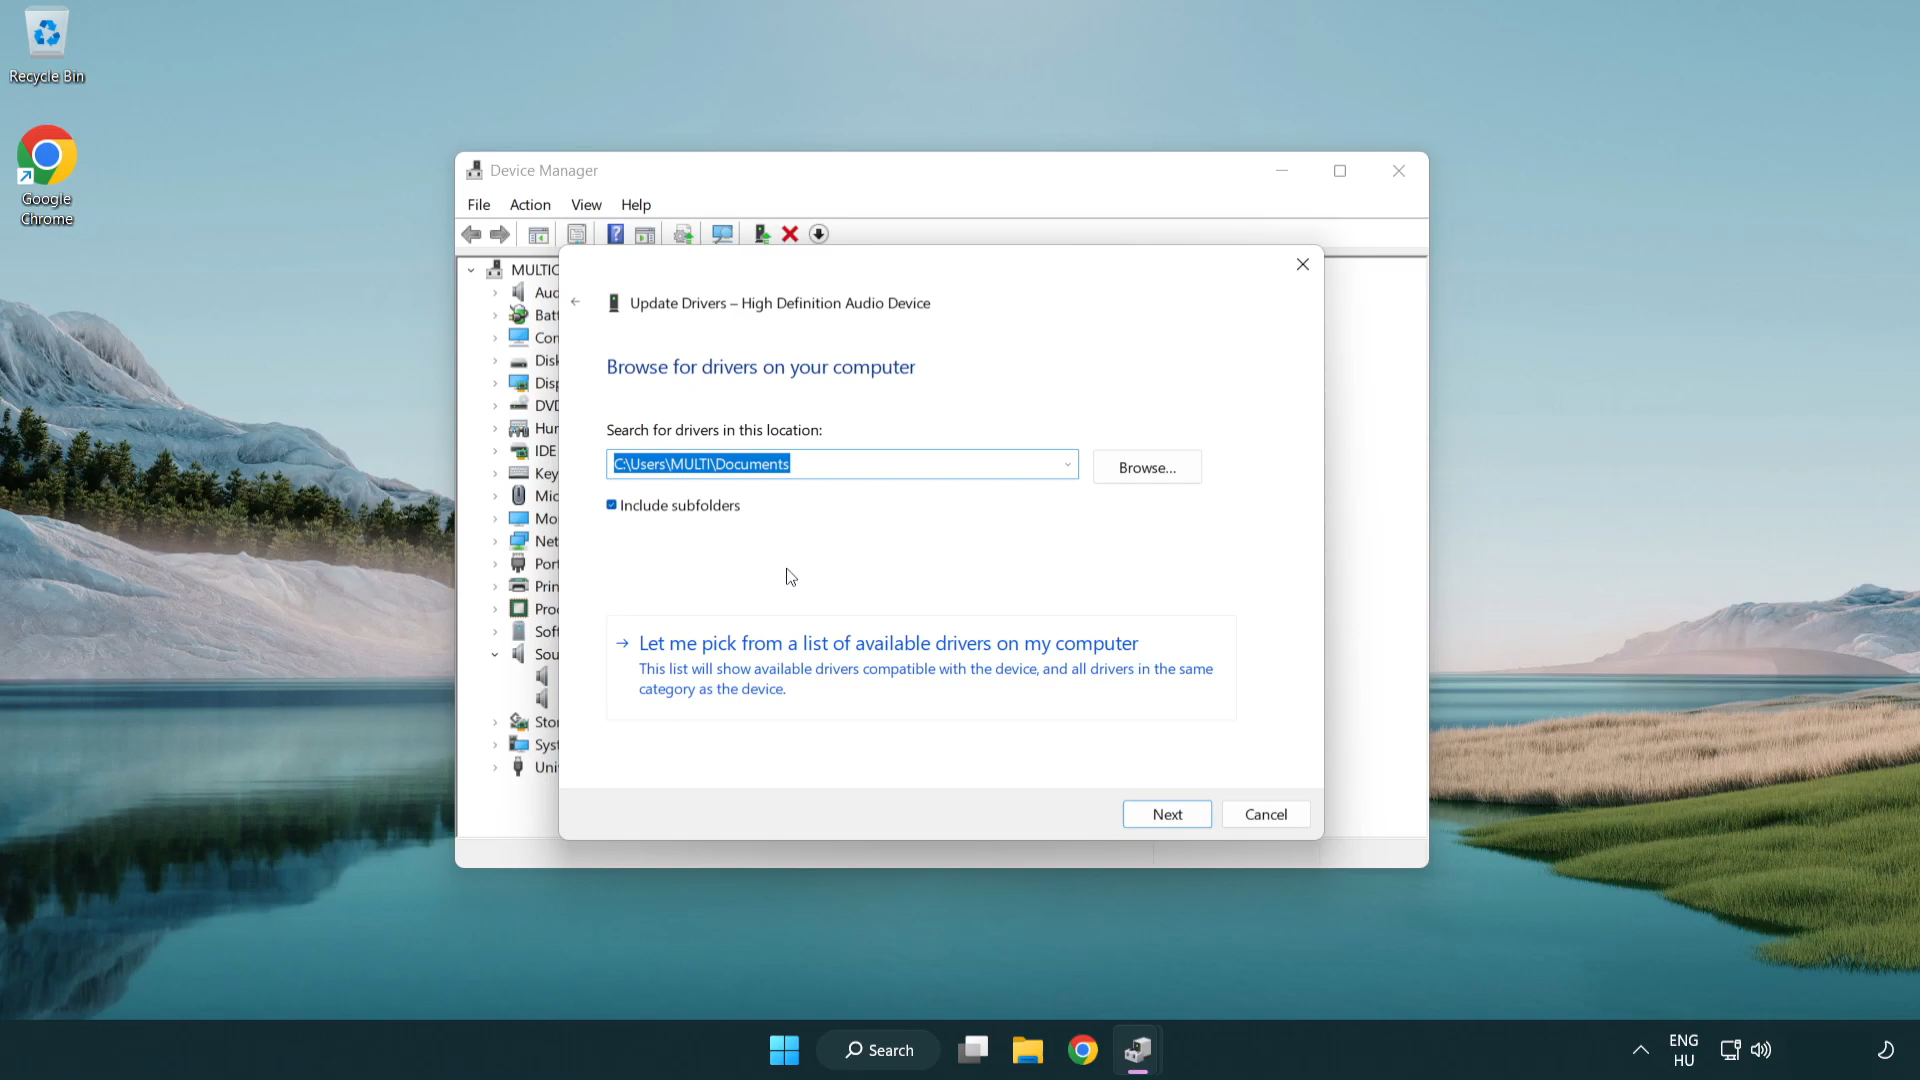 Recycle Bin
Google
Chrome
Device Manager
File Action View Help
MULTIC
Aud
Batt
Com
Disk
Disp
DVD
Hum
IDE
Key
Mic
Mo
Net
Port
Prin
Proc
Soft
Sou
Stor
Syst
Uni
Update Drivers – High Definition Audio Device
Browse for drivers on your computer
Search for drivers in this location:
C:\Users\MULTI\Documents
Browse...
Include subfolders
Let me pick from a list of available drivers on my computer
This list will show available drivers compatible with the device, and all drivers in the same
category as the device.
Next
Cancel
Search
ENG
HU